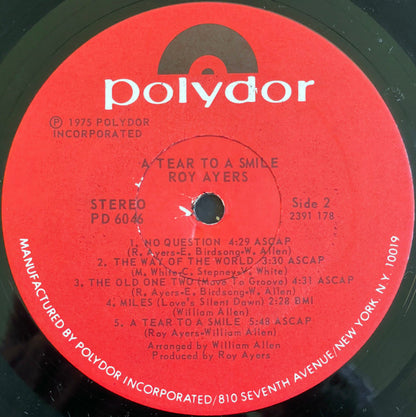 polydor
Ⓟ 1975 POLYDOR
INCORPORATED
A TEAR TO A SMILE
ROY AYERS
STEREO
PD 6046
Side 2
2391 178
1. NO QUESTION 4:29 ASCAP
(R. Ayers-E. Birdsong-W. Allen)
2. THE WAY OF THE WORLD 3:30 ASCAP
(M. White-C. Stepney-V. White)
3. THE OLD ONE TWO (Move To Groove) 4:31 ASCAP
(R. Ayers-E. Birdsong-W. Allen)
4. MILES (Love's Silent Dawn) 2:28 BMI
(William Allen)
5. A TEAR TO A SMILE 5:48 ASCAP
(Roy Ayers-William Allen)
Arranged by William Allen
Produced by Roy Ayers
MANUFACTURED BY POLYDOR INCORPORATED/810 SEVENTH AVENUE/NEW YORK, N.Y. 10019